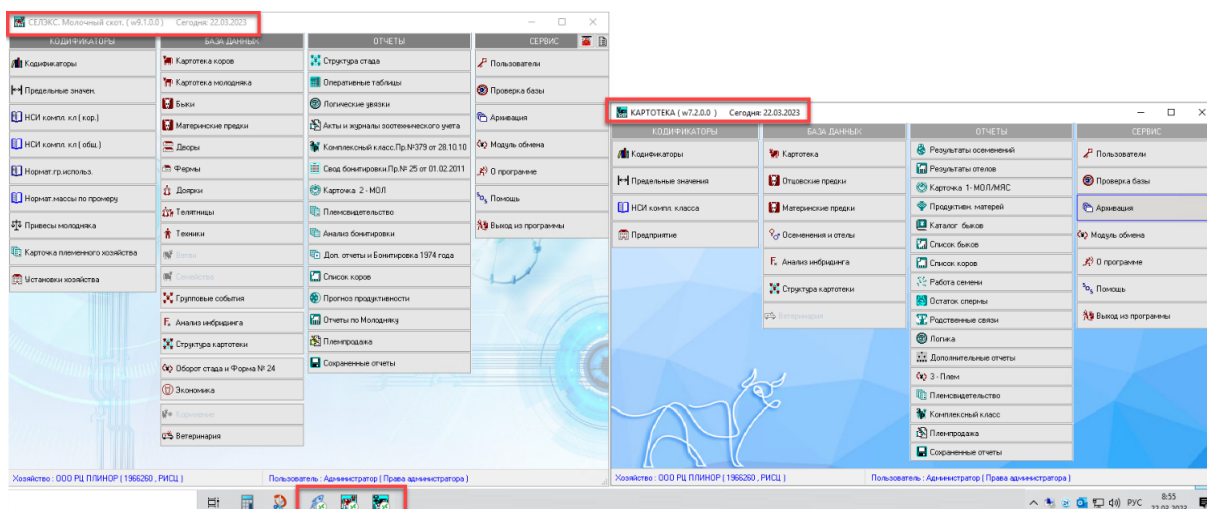 СЕЛЭКС. Молочный скот. ( w9.1.0.0 ) Сегодня: 22.03.2023
КОДИФИКАТОРЫ
Кодификаторы
Предельные значен.
НСИ компл. кл ( кор.)
НСИ компл. кл ( общ.)
Нормат.гр.использ.
Нормат.массы по промеру
Привесы молодняка
Карточка племенного хозяйства
Установки хозяйства
БАЗА ДАННЫХ
Картотека коров
Картотека молодняка
Быки
Материнские предки
Дворы
Фермы
Доярки
Телятницы
Техники
Ветки
Семейства
Групповые события
Анализ инбридинга
Структура картотеки
Оборот стада и Форма № 24
Экономика
Кормление
Ветеринария
ОТЧЕТЫ
Структура стада
Оперативные таблицы
Логические увязки
Акты и журналы зоотехнического учета
Комплексный класс.Пр.№379 от 28.10.10
Свод бонитировки.Пр.№ 25 от 01.02.2011
Карточка 2 - МОЛ
Племсвидетельство
Анализ бонитировки
Доп. отчеты и Бонитировка 1974 года
Список коров
Прогноз продуктивности
Отчеты по Молодняку
Племпродажа
Сохраненные отчеты
СЕРВИС
Пользователи
Проверка базы
Архивация
Модуль обмена
О программе
Помощь
Выход из программы
Хозяйство : ООО РЦ ПЛИНОР ( 1966260 , РИСЦ ) Пользователь : Администратор ( Права администратора )
КАРТОТЕКА ( w7.2.0.0 ) Сегодня: 22.03.2023
КОДИФИКАТОРЫ
Кодификаторы
Предельные значения
НСИ компл. класса
Предприятие
БАЗА ДАННЫХ
Картотека
Отцовские предки
Материнские предки
Осеменения и отелы
Анализ инбридинга
Структура картотеки
Ветеринария
ОТЧЕТЫ
Результаты осеменений
Результаты отелов
Карточка 1- МОЛ/МЯС
Продуктивн. матерей
Каталог быков
Список быков
Список коров
Работа семени
Остаток спермы
Родственные связи
Логика
Дополнительные отчеты
3 - Плем
Племсвидетельство
Комплексный класс
Племпродажа
Сохраненные отчеты
СЕРВИС
Пользователи
Проверка базы
Архивация
Модуль обмена
О программе
Помощь
Выход из программы
Хозяйство : ООО РЦ ПЛИНОР ( 1966260 , РИСЦ ) Пользователь : Администратор ( Права администратора )
РУС
8:55
22.03.2023